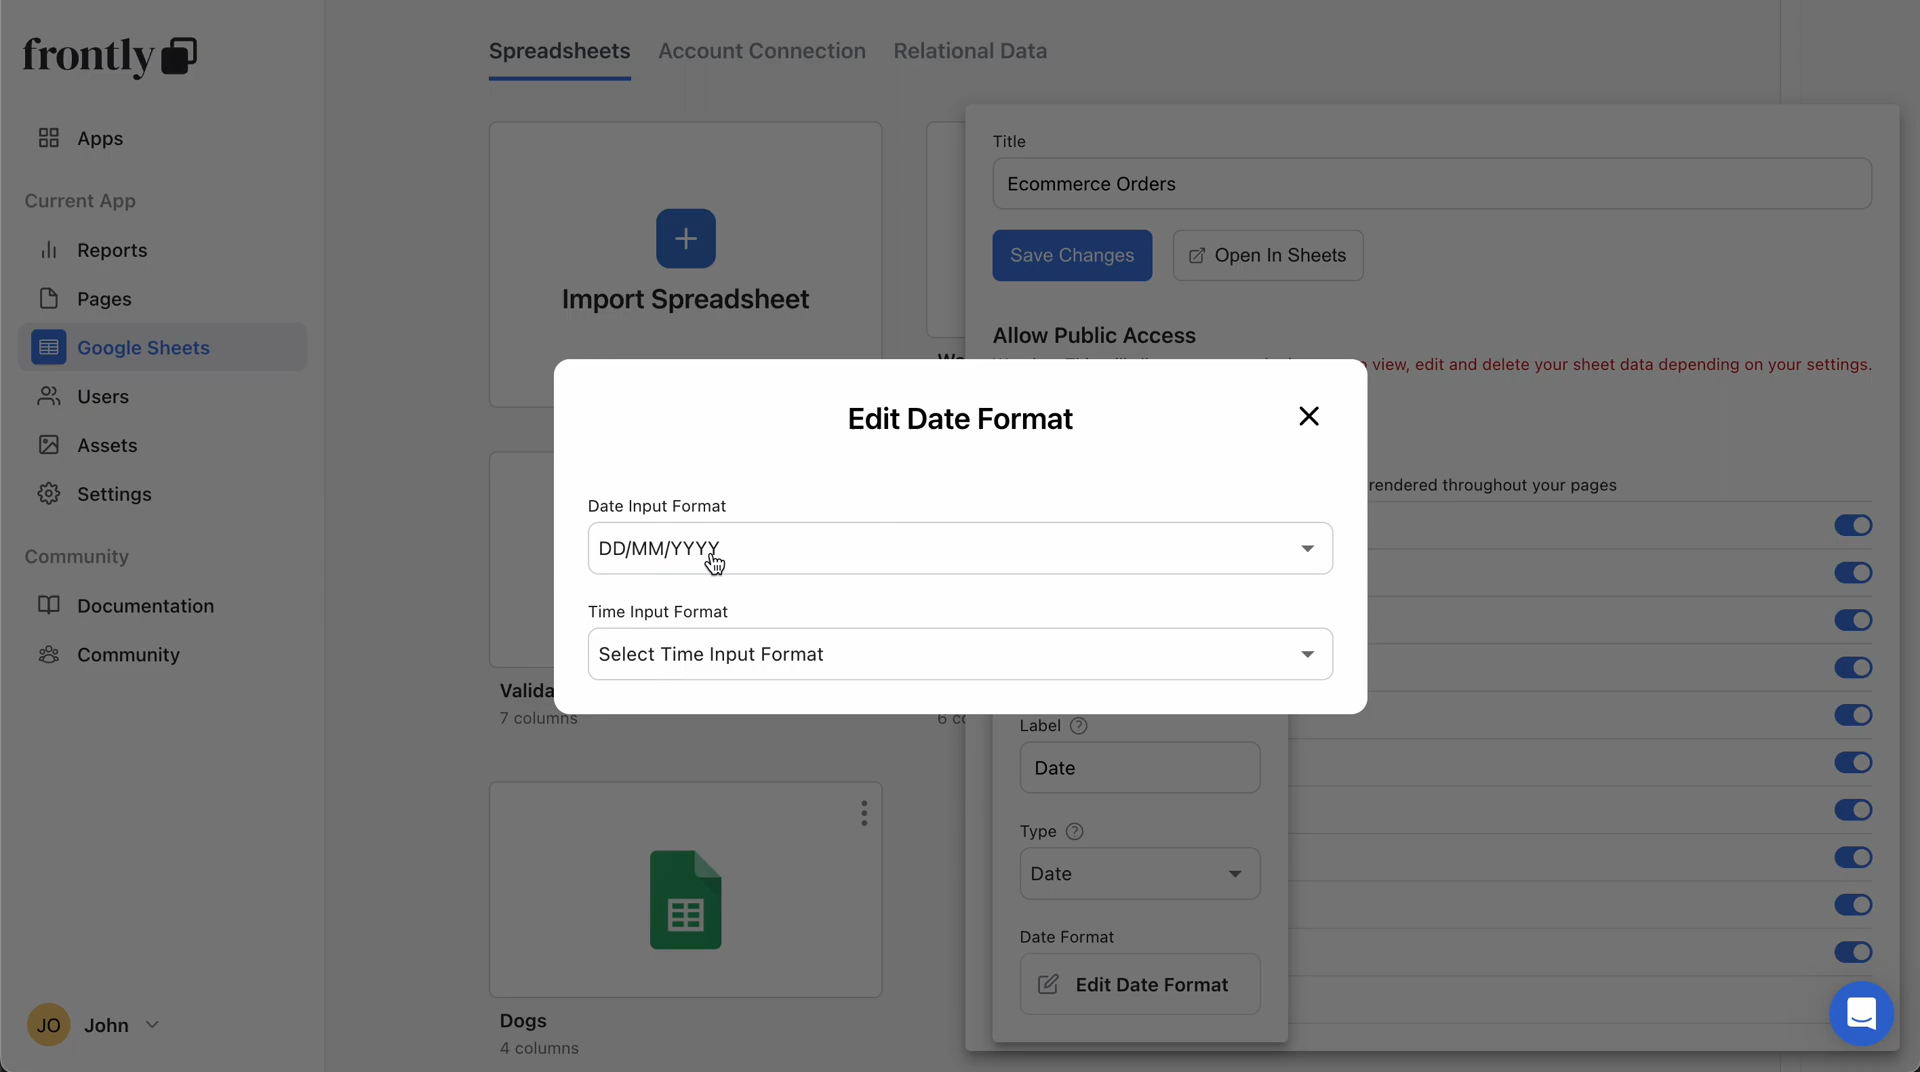 frontly
Spreadsheets
Account Connection
Relational Data
Apps
Current App
Reports
Pages
Google Sheets
Users
Assets
Settings
Community
Documentation
Community
JO
John
Import Spreadsheet
Valida
7 columns
6 co
Dogs
4 columns
Title
Ecommerce Orders
Save Changes
Open In Sheets
Allow Public Access
view, edit and delete your sheet data depending on your settings.
rendered throughout your pages
Edit Date Format
Date Input Format
DD/MM/YYYY
Time Input Format
Select Time Input Format
Label
Date
Type
Date
Date Format
Edit Date Format